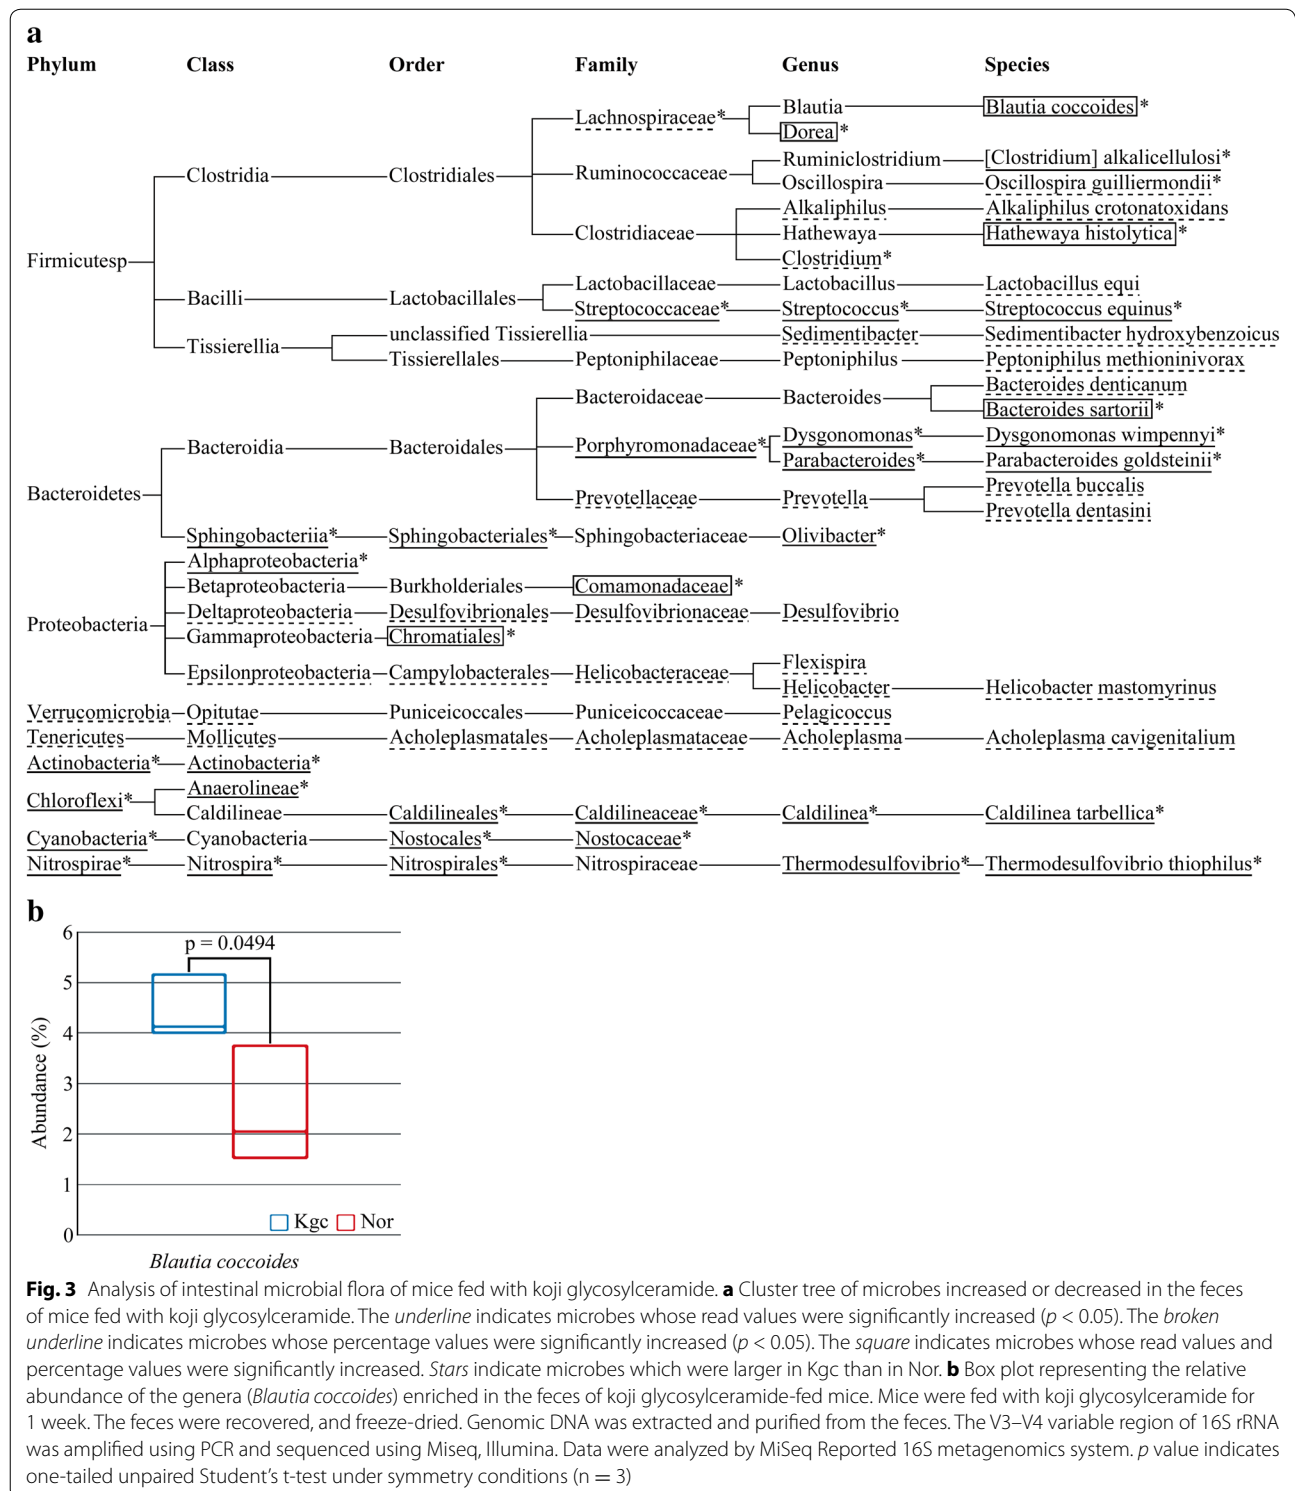 a
Phylum Class Order Family Genus Species
Blautia Blautia coccoides *
Lachnospiraceae*
Dorea *
Ruminiclostridium [Clostridium] alkalicellulosi*
Clostridia Clostridiales Ruminococcaceae
Oscillospira Oscillospira guilliermondii*
Alkaliphilus Alkaliphilus crotonatoxidans
Clostridiaceae Hathewaya Hathewaya histolytica *
Firmicutesp Clostridium*
Lactobacillaceae Lactobacillus Lactobacillus equi
Bacilli Lactobacillales
Streptococcaceae* Streptococcus* Streptococcus equinus*
unclassified Tissierellia Sedimentibacter Sedimentibacter hydroxybenzoicus
Tissierellia
Tissierellales Peptoniphilaceae Peptoniphilus Peptoniphilus methioninivorax
Bacteroides denticanum
Bacteroidaceae Bacteroides
Bacteroides sartorii *
Dysgonomonas* Dysgonomonas wimpennyi*
Bacteroidia Bacteroidales Porphyromonadaceae*
Parabacteroides* Parabacteroides goldsteinii*
Prevotella buccalis
Bacteroidetes Prevotellaceae Prevotella
Prevotella dentasini
Sphingobacteriia* Sphingobacteriales* Sphingobacteriaceae Olivibacter*
Alphaproteobacteria*
Betaproteobacteria Burkholderiales Comamonadaceae *
Deltaproteobacteria Desulfovibrionales Desulfovibrionaceae Desulfovibrio
Proteobacteria
Gammaproteobacteria Chromatiales *
Flexispira
Epsilonproteobacteria Campylobacterales Helicobacteraceae
Helicobacter Helicobacter mastomyrinus
Verrucomicrobia Opitutae Puniceicoccales Puniceicoccaceae Pelagicoccus
Tenericutes Mollicutes Acholeplasmatales Acholeplasmataceae Acholeplasma Acholeplasma cavigenitalium
Actinobacteria* Actinobacteria*
Anaerolineae*
Chloroflexi*
Caldilineae Caldilineales* Caldilineaceae* Caldilinea* Caldilinea tarbellica*
Cyanobacteria* Cyanobacteria Nostocales* Nostocaceae*
Nitrospirae* Nitrospira* Nitrospirales* Nitrospiraceae Thermodesulfovibrio* Thermodesulfovibrio thiophilus*
b
6
p = 0.0494
5
4
3
2
1
0
Abundance (%)
Kgc Nor
Blautia coccoides
Fig. 3 Analysis of intestinal microbial flora of mice fed with koji glycosylceramide. a Cluster tree of microbes increased or decreased in the feces
of mice fed with koji glycosylceramide. The underline indicates microbes whose read values were significantly increased (p < 0.05). The broken
underline indicates microbes whose percentage values were significantly increased (p < 0.05). The square indicates microbes whose read values and
percentage values were significantly increased. Stars indicate microbes which were larger in Kgc than in Nor. b Box plot representing the relative
abundance of the genera (Blautia coccoides) enriched in the feces of koji glycosylceramide-fed mice. Mice were fed with koji glycosylceramide for
1 week. The feces were recovered, and freeze-dried. Genomic DNA was extracted and purified from the feces. The V3–V4 variable region of 16S rRNA
was amplified using PCR and sequenced using Miseq, Illumina. Data were analyzed by MiSeq Reported 16S metagenomics system. p value indicates
one-tailed unpaired Student's t-test under symmetry conditions (n = 3)